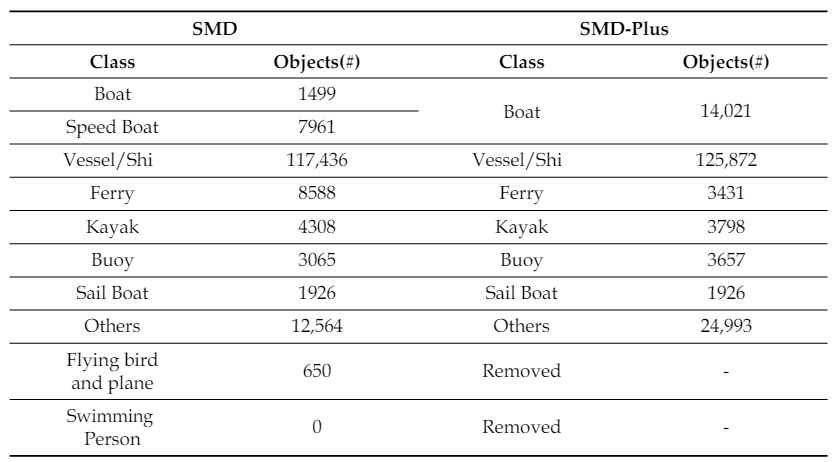 SMD SMD-Plus
Class Objects(#) Class Objects(#)
Boat 1499 Boat 14,021
Speed Boat 7961
Vessel/Shi 117,436 Vessel/Shi 125,872
Ferry 8588 Ferry 3431
Kayak 4308 Kayak 3798
Buoy 3065 Buoy 3657
Sail Boat 1926 Sail Boat 1926
Others 12,564 Others 24,993
Flying bird
and plane 650 Removed -
Swimming
Person 0 Removed -